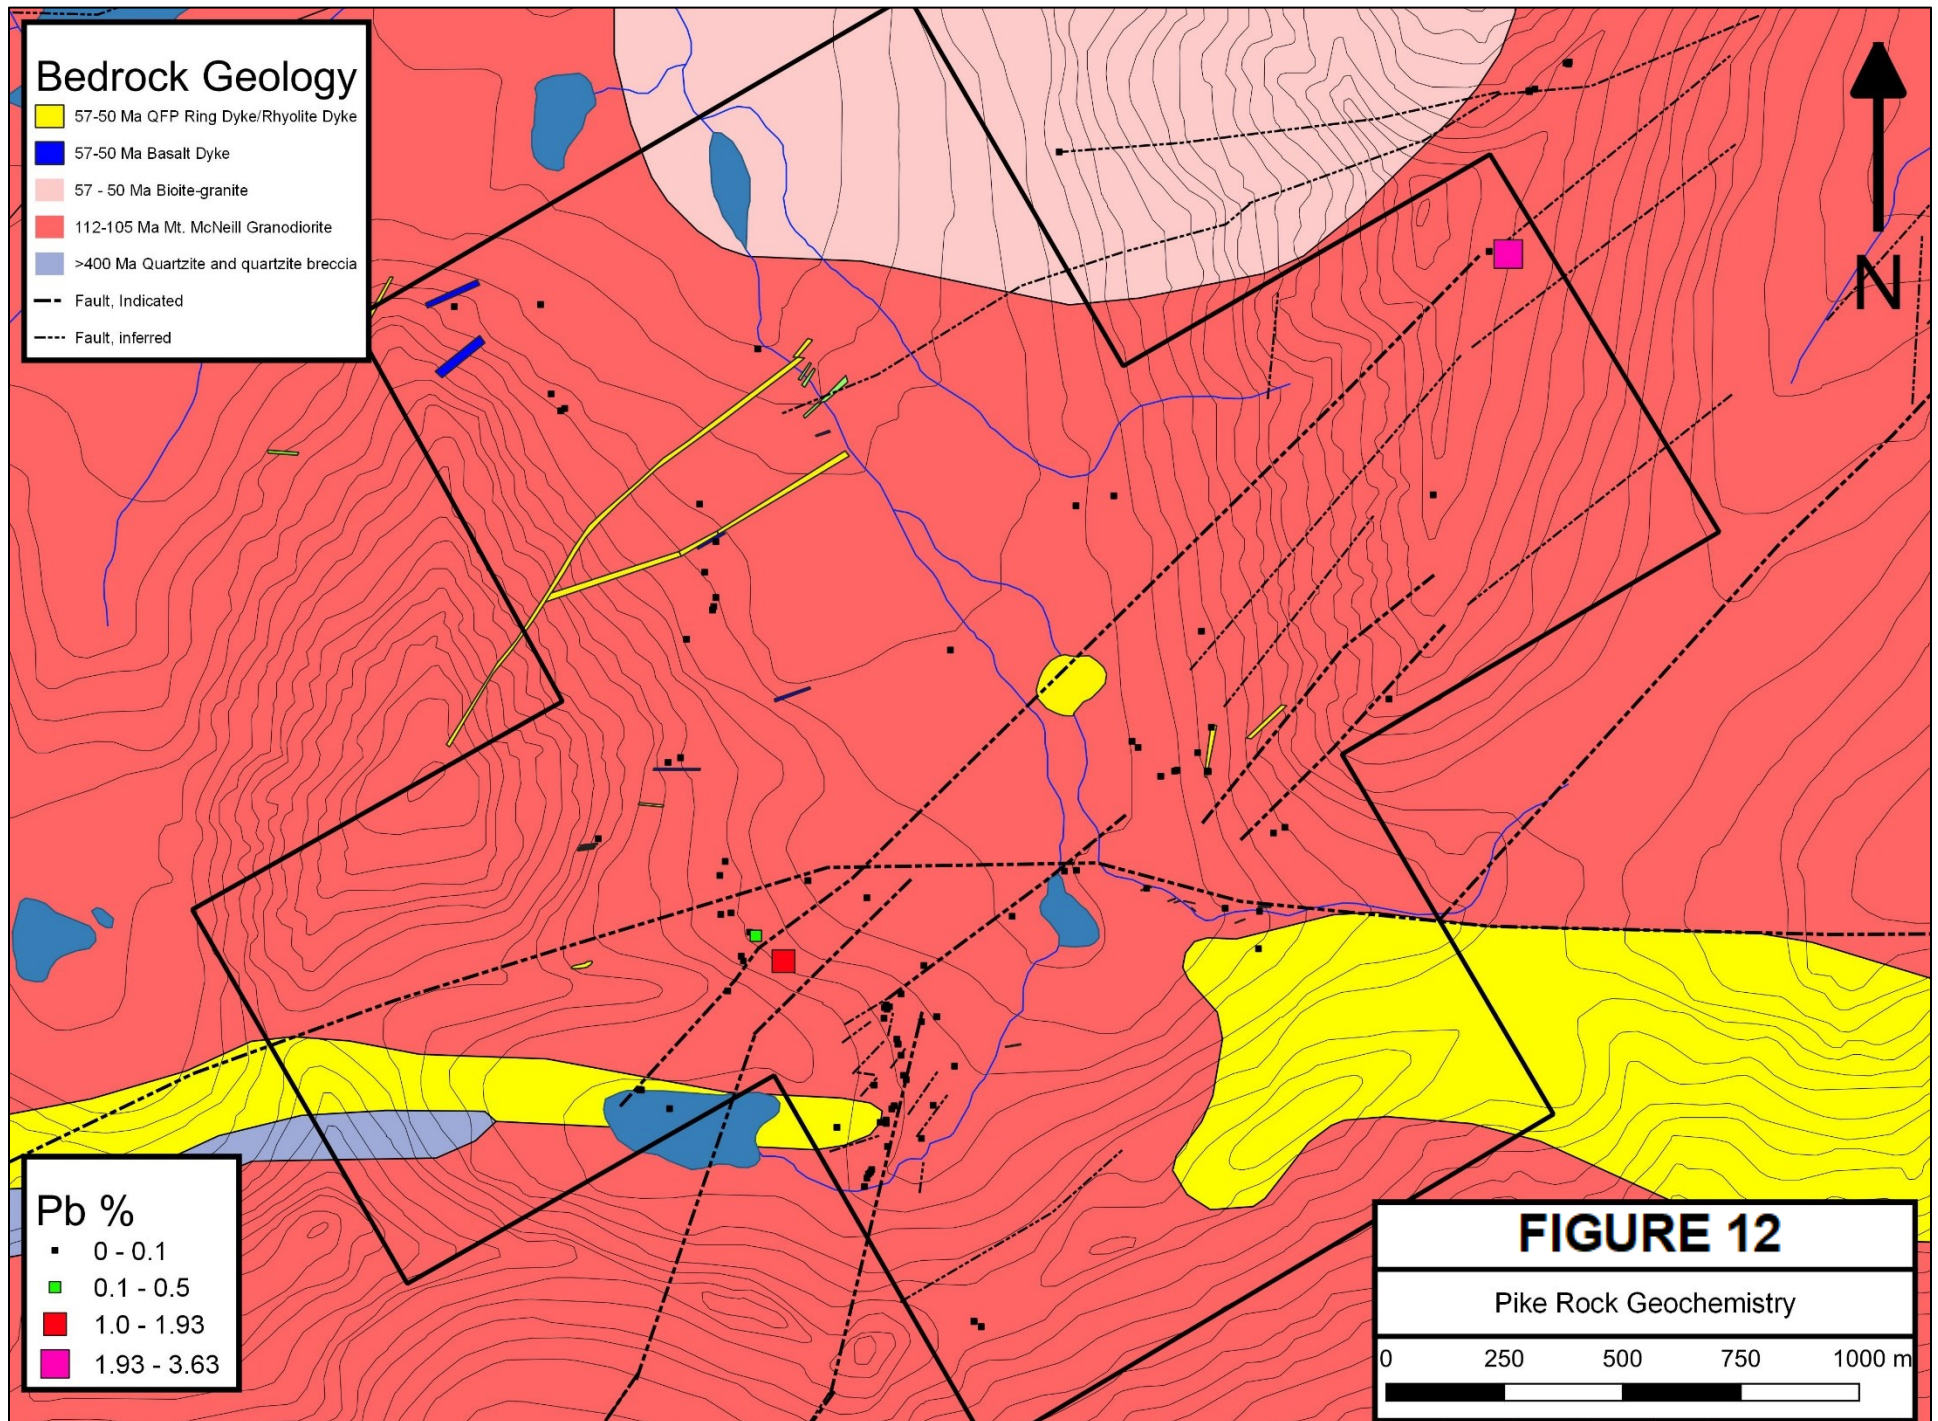 Bedrock Geology
57-50 Ma QFP Ring Dyke/Rhyolite Dyke
57-50 Ma Basalt Dyke
57 - 50 Ma Bioite-granite
112-105 Ma Mt. McNeill Granodiorite
>400 Ma Quartzite and quartzite breccia
Fault, Indicated
Fault, inferred
N
Pb %
0 - 0.1
0.1 - 0.5
1.0 - 1.93
1.93 - 3.63
FIGURE 12
Pike Rock Geochemistry
0 250 500 750 1000 m